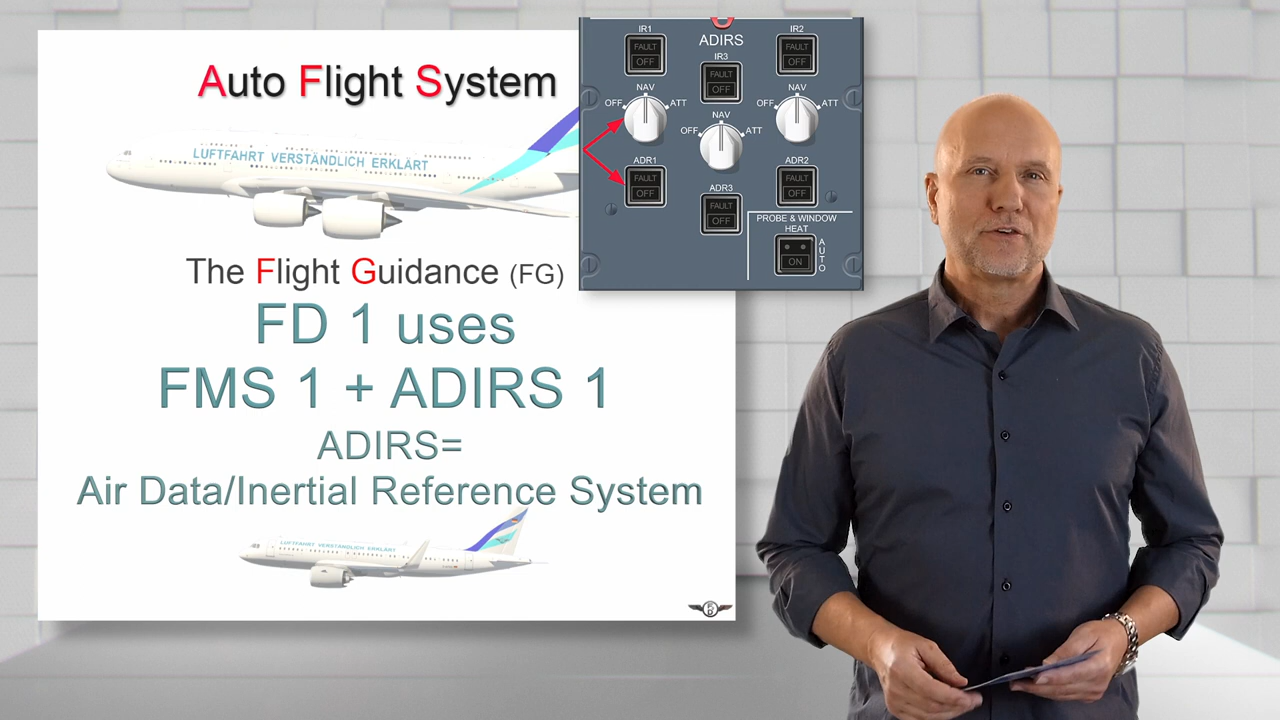 Auto Flight System
LUFTFAHRT VERSTÄNDLICH ERKLÄRT
The Flight Guidance (FG)
FD 1 uses
FMS 1 + ADIRS 1
ADIRS=
Air Data/Inertial Reference System
LUFTFAHRT VERSTÄNDLICH ERKLÄRT
IR1
ADIRS
IR2
FAULT
OFF
IR3
FAULT
OFF
FAULT
OFF
NAV
OFF
ATT
NAV
OFF
ATT
NAV
OFF
ATT
ADR1
FAULT
OFF
ADR3
FAULT
OFF
ADR2
FAULT
OFF
PROBE & WINDOW
HEAT
ON
AUTO